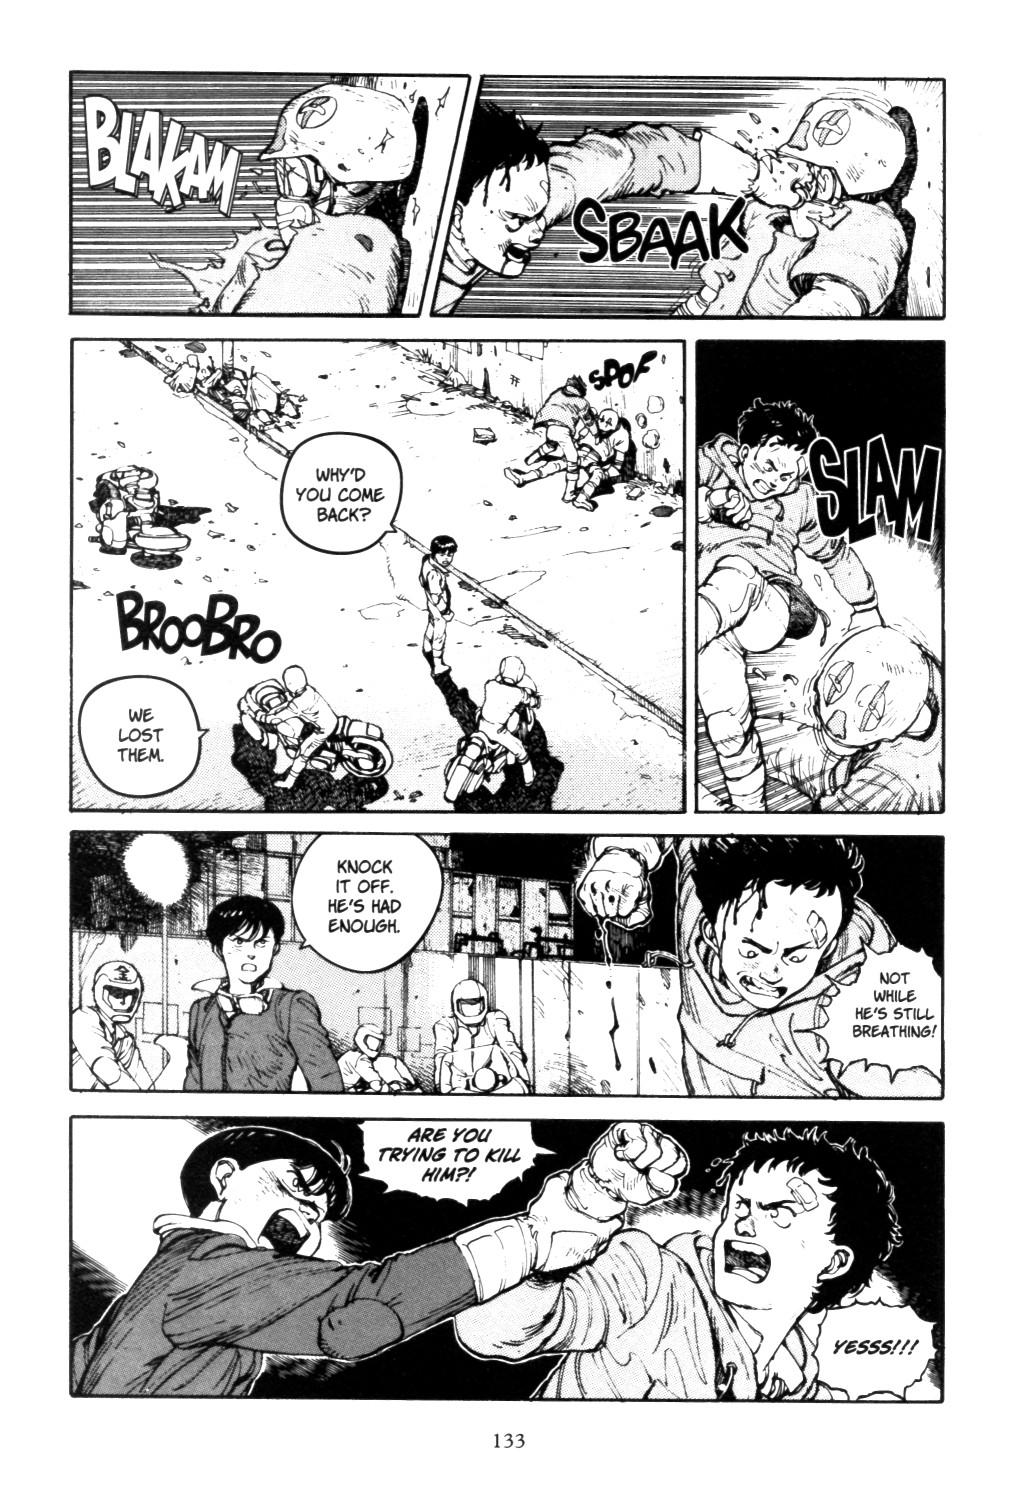 BLAKAM
SBAAK
WHY'D
YOU COME
BACK?
SPOF
BROOBRO
WE
LOST
THEM.
SLAM
KNOCK
IT OFF.
HE'S HAD
ENOUGH.
NOT
WHILE
HE'S STILL
BREATHING!
ARE YOU
TRYING TO KILL
HIM?!
YESSS!!!
133